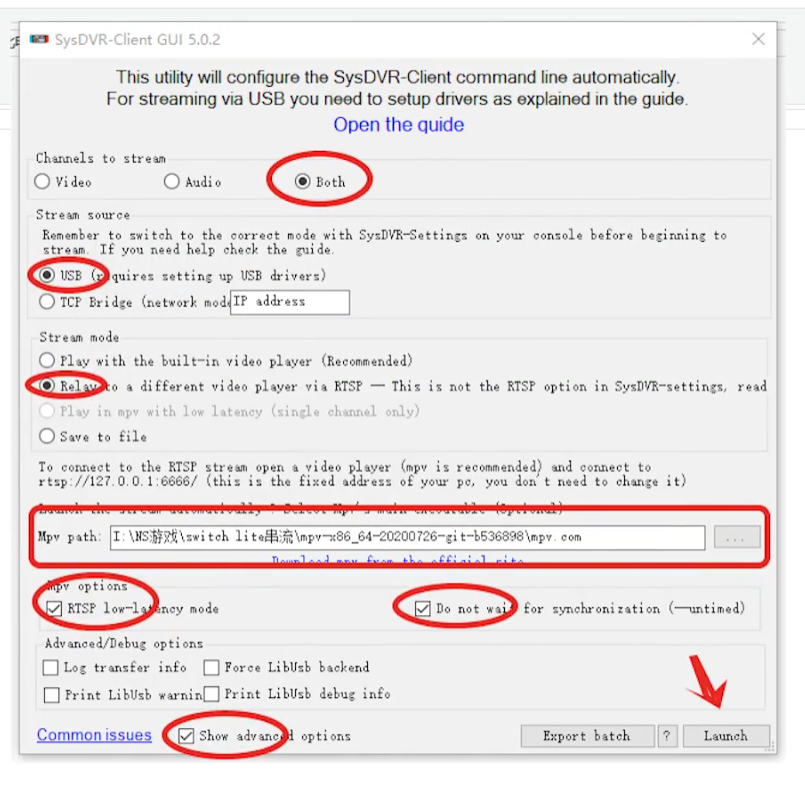 SysDVR-Client GUI 5.0.2
This utility will configure the SysDVR-Client command line automatically.
For streaming via USB you need to setup drivers as explained in the guide.
Open the guide
Channels to stream
Video
Audio
Both
Stream source
Remember to switch to the correct mode with SysDVR-Settings on your console before beginning to
stream. If you need help check the guide.
USB (requires setting up USB drivers)
TCP Bridge (network mode IP address
Stream mode
Play with the built-in video player (Recommended)
Relay to a different video player via RTSP — This is not the RTSP option in SysDVR-settings, read
Play in mpv with low latency (single channel only)
Save to file
To connect to the RTSP stream open a video player (mpv is recommended) and connect to
rtsp://127.0.0.1:6666/ (this is the fixed address of your pc, you don't need to change it)
Launch the stream automatically ? Select Mpv's main executable (Optional)
Mpv path: I:\NS游戏\switch lite串流\mpv-x86_64-20200726-git-b536898\mpv.com ...
Download mpv from the official site
Mpv options
RTSP low-latency mode
Do not wait for synchronization (—untimed)
Advanced/Debug options
Log transfer info
Force LibUsb backend
Print LibUsb warnin
Print LibUsb debug info
Common issues
Show advanced options
Export batch
?
Launch